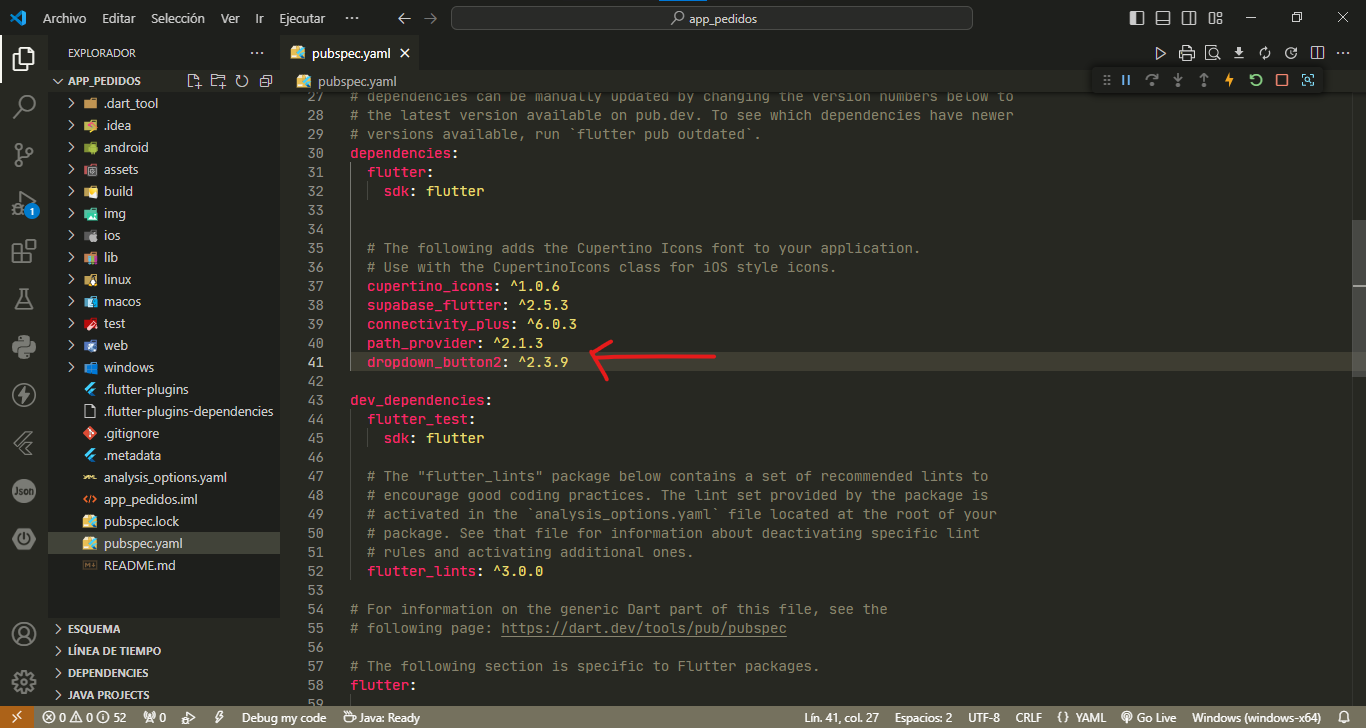 Archivo Editar Selección Ver Ir Ejecutar ··· app_pedidos
EXPLORADOR ···
APP_PEDIDOS
.dart_tool
.idea
android
assets
build
img
ios
lib
linux
macos
test
web
windows
.flutter-plugins
.flutter-plugins-dependencies
.gitignore
.metadata
analysis_options.yaml
app_pedidos.iml
pubspec.lock
pubspec.yaml
README.md
ESQUEMA
LÍNEA DE TIEMPO
DEPENDENCIES
JAVA PROJECTS
1
Json
pubspec.yaml
pubspec.yaml
27 # dependencies can be manually updated by changing the version numbers below to
28 # the latest version available on pub.dev. To see which dependencies have newer
29 # versions available, run `flutter pub outdated`.
30 dependencies:
31 flutter:
32 sdk: flutter
33
34
35 # The following adds the Cupertino Icons font to your application.
36 # Use with the CupertinoIcons class for iOS style icons.
37 cupertino_icons: ^1.0.6
38 supabase_flutter: ^2.5.3
39 connectivity_plus: ^6.0.3
40 path_provider: ^2.1.3
41 dropdown_button2: ^2.3.9
42
43 dev_dependencies:
44 flutter_test:
45 sdk: flutter
46
47 # The "flutter_lints" package below contains a set of recommended lints to
48 # encourage good coding practices. The lint set provided by the package is
49 # activated in the `analysis_options.yaml` file located at the root of your
50 # package. See that file for information about deactivating specific lint
51 # rules and activating additional ones.
52 flutter_lints: ^3.0.0
53
54 # For information on the generic Dart part of this file, see the
55 # following page: https://dart.dev/tools/pub/pubspec
56
57 # The following section is specific to Flutter packages.
58 flutter:
59
0 0 52 0 Debug my code Java: Ready Lín. 41, col. 27 Espacios: 2 UTF-8 CRLF {} YAML Go Live Windows (windows-x64)